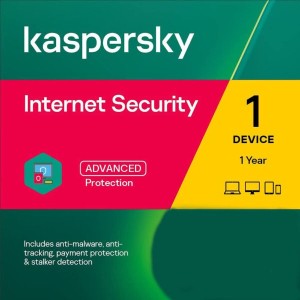 kaspersky
Internet Security
1
DEVICE
1 Year
ADVANCED
Protection
Includes anti-malware, anti-
tracking, payment protection
& stalker detection